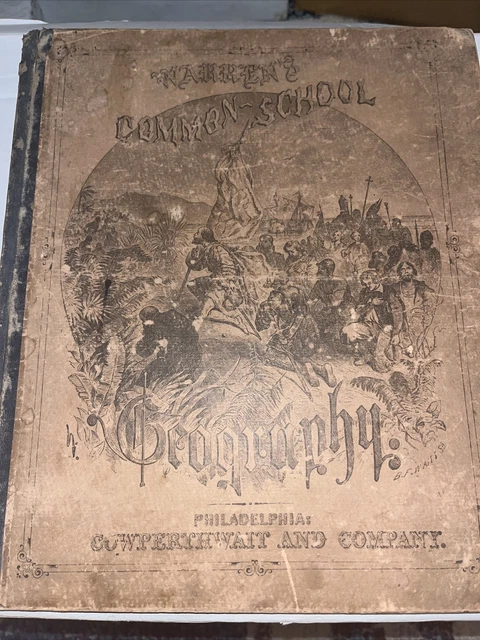 WARREN'S
COMMON-SCHOOL
Geography.
PHILADELPHIA:
COWPERTHWAIT AND COMPANY.